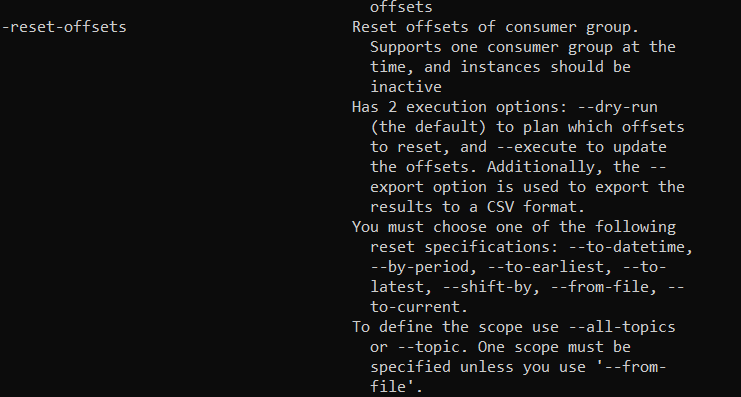 offsets
-reset-offsets Reset offsets of consumer group.
Supports one consumer group at the
time, and instances should be
inactive
Has 2 execution options: --dry-run
(the default) to plan which offsets
to reset, and --execute to update
the offsets. Additionally, the --
export option is used to export the
results to a CSV format.
You must choose one of the following
reset specifications: --to-datetime,
--by-period, --to-earliest, --to-
latest, --shift-by, --from-file, --
to-current.
To define the scope use --all-topics
or --topic. One scope must be
specified unless you use '--from-
file'.